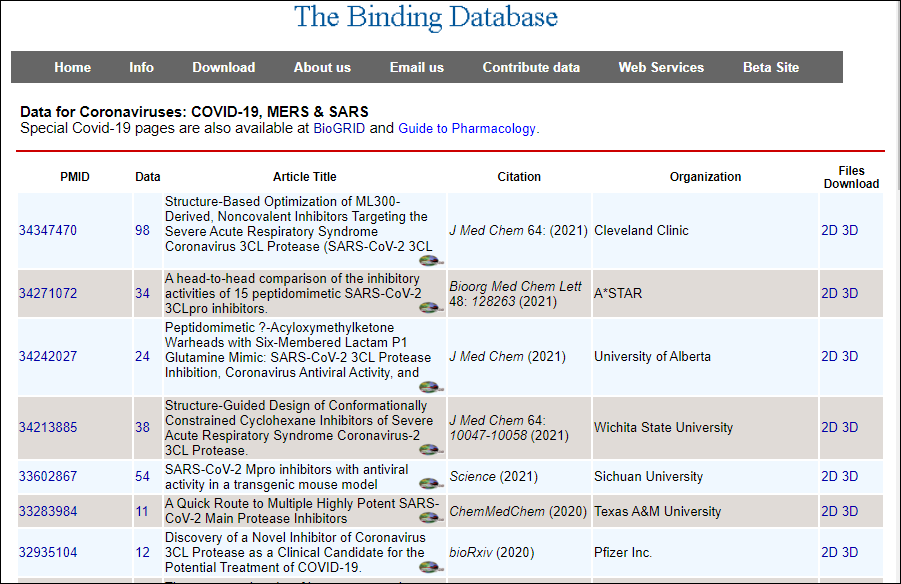 The Binding Database
Home Info Download About us Email us Contribute data Web Services Beta Site
Data for Coronaviruses: COVID-19, MERS & SARS
Special Covid-19 pages are also available at BioGRID and Guide to Pharmacology.
PMID Data Article Title Citation Organization Files
Download
34347470 98 Structure-Based Optimization of ML300-
Derived, Noncovalent Inhibitors Targeting the
Severe Acute Respiratory Syndrome
Coronavirus 3CL Protease (SARS-CoV-2 3CL
J Med Chem 64: (2021) Cleveland Clinic 2D 3D
34271072 34 A head-to-head comparison of the inhibitory
activities of 15 peptidomimetic SARS-CoV-2
3CLpro inhibitors.
Bioorg Med Chem Lett
48: 128263 (2021)
A*STAR 2D 3D
34242027 24 Peptidomimetic ?-Acyloxymethylketone
Warheads with Six-Membered Lactam P1
Glutamine Mimic: SARS-CoV-2 3CL Protease
Inhibition, Coronavirus Antiviral Activity, and
J Med Chem (2021) University of Alberta 2D 3D
34213885 38 Structure-Guided Design of Conformationally
Constrained Cyclohexane Inhibitors of Severe
Acute Respiratory Syndrome Coronavirus-2
3CL Protease.
J Med Chem 64:
10047-10058 (2021)
Wichita State University 2D 3D
33602867 54 SARS-CoV-2 Mpro inhibitors with antiviral
activity in a transgenic mouse model
Science (2021) Sichuan University 2D 3D
33283984 11 A Quick Route to Multiple Highly Potent SARS-
CoV-2 Main Protease Inhibitors
ChemMedChem (2020) Texas A&M University 2D 3D
32935104 12 Discovery of a Novel Inhibitor of Coronavirus
3CL Protease as a Clinical Candidate for the
Potential Treatment of COVID-19.
bioRxiv (2020) Pfizer Inc. 2D 3D